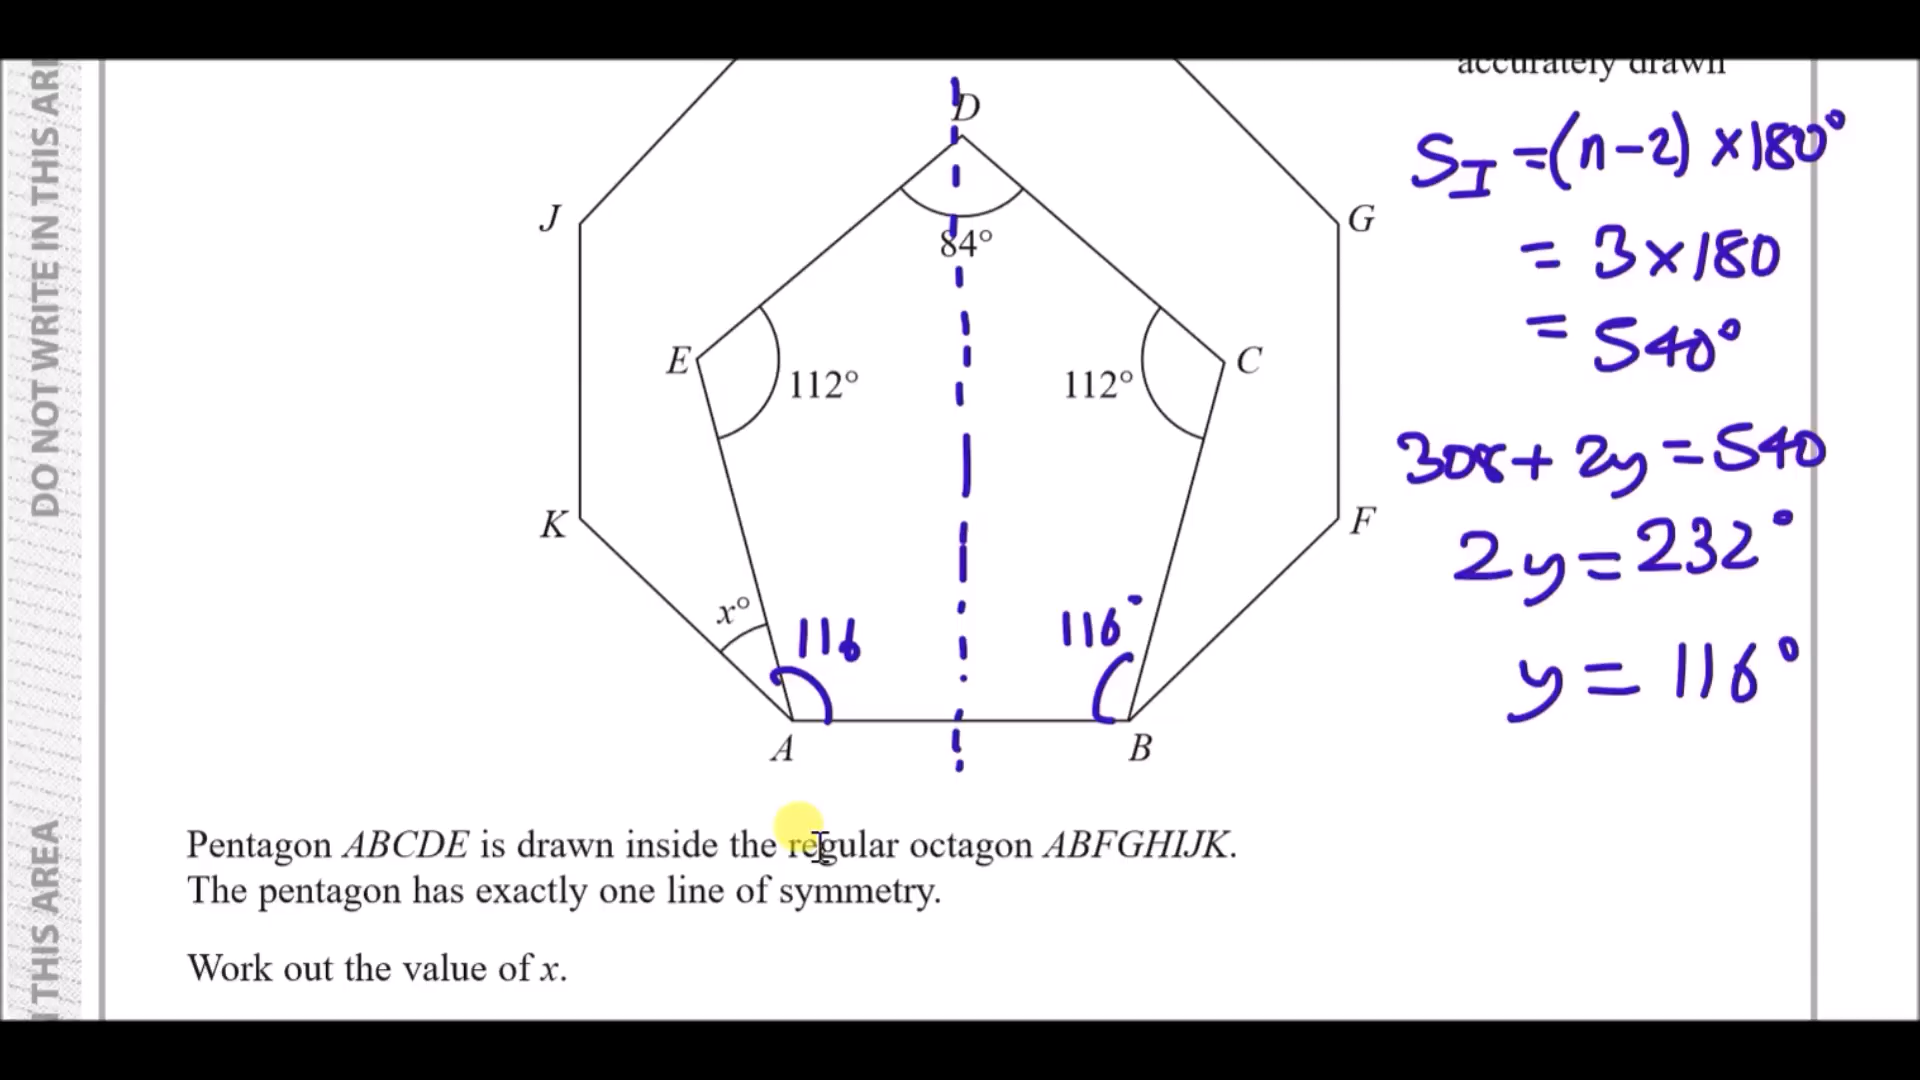 DO NOT WRITE IN THIS ARE
THIS AREA
accurately drawn
D
84°
J
G
E
112°
112°
C
K
F
x°
116
116°
A
B
S_I = (n-2) × 180°
= 3 × 180
= 540°
308 + 2y = 540
2y = 232°
y = 116°
Pentagon ABCDE is drawn inside the regular octagon ABFGHIJK.
The pentagon has exactly one line of symmetry.
Work out the value of x.